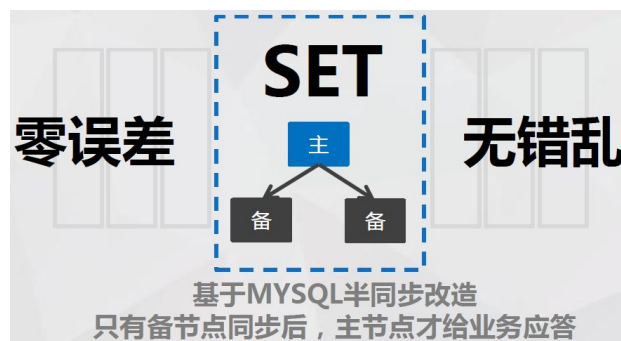 SET
零误差
主
无错乱
备
备
基于MYSQL半同步改造
只有备节点同步后，主节点才给业务应答